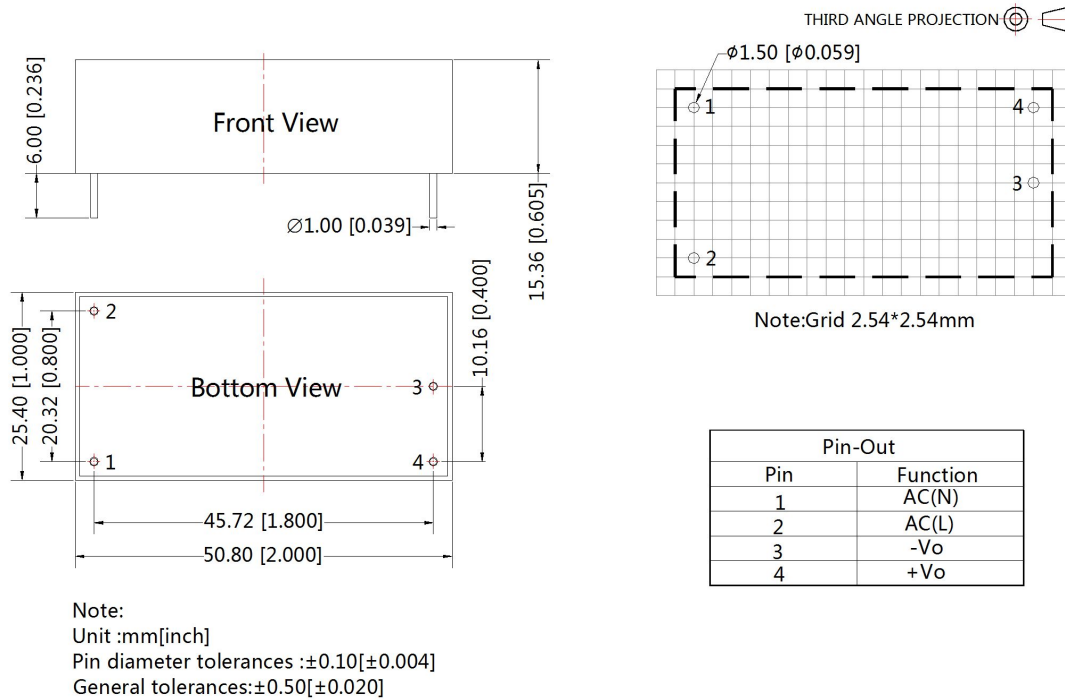 THIRD ANGLE PROJECTION
6.00 [0.236]
Front View
15.36 [0.605]
∅1.00 [0.039]
ϕ1.50 [ϕ0.059]
1
4
3
2
Note:Grid 2.54*2.54mm
25.40 [1.000]
20.32 [0.800]
2
Bottom View
3
1
4
10.16 [0.400]
45.72 [1.800]
50.80 [2.000]
Pin-Out
Pin Function
1 AC(N)
2 AC(L)
3 -Vo
4 +Vo
Note:
Unit :mm[inch]
Pin diameter tolerances :±0.10[±0.004]
General tolerances:±0.50[±0.020]